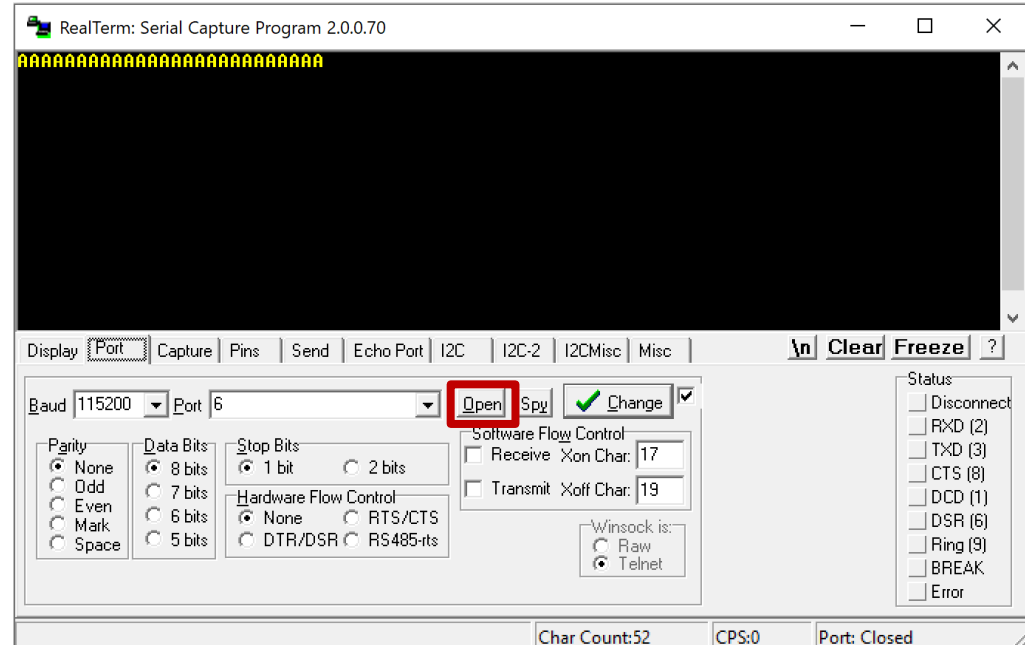 RealTerm: Serial Capture Program 2.0.0.70
AAAAAAAAAAAAAAAAAAAAAAAAAA
Display Port Capture Pins Send Echo Port I2C I2C-2 I2CMisc Misc \n Clear Freeze ?
Baud 115200 Port 6 Open Spy Change
Parity
None
Odd
Even
Mark
Space
Data Bits
8 bits
7 bits
6 bits
5 bits
Stop Bits
1 bit 2 bits
Hardware Flow Control
None RTS/CTS
DTR/DSR RS485-rts
Software Flow Control
Receive Xon Char: 17
Transmit Xoff Char: 19
Winsock is:
Raw
Telnet
Status
Disconnect
RXD (2)
TXD (3)
CTS (8)
DCD (1)
DSR (6)
Ring (9)
BREAK
Error
Char Count:52 CPS:0 Port: Closed